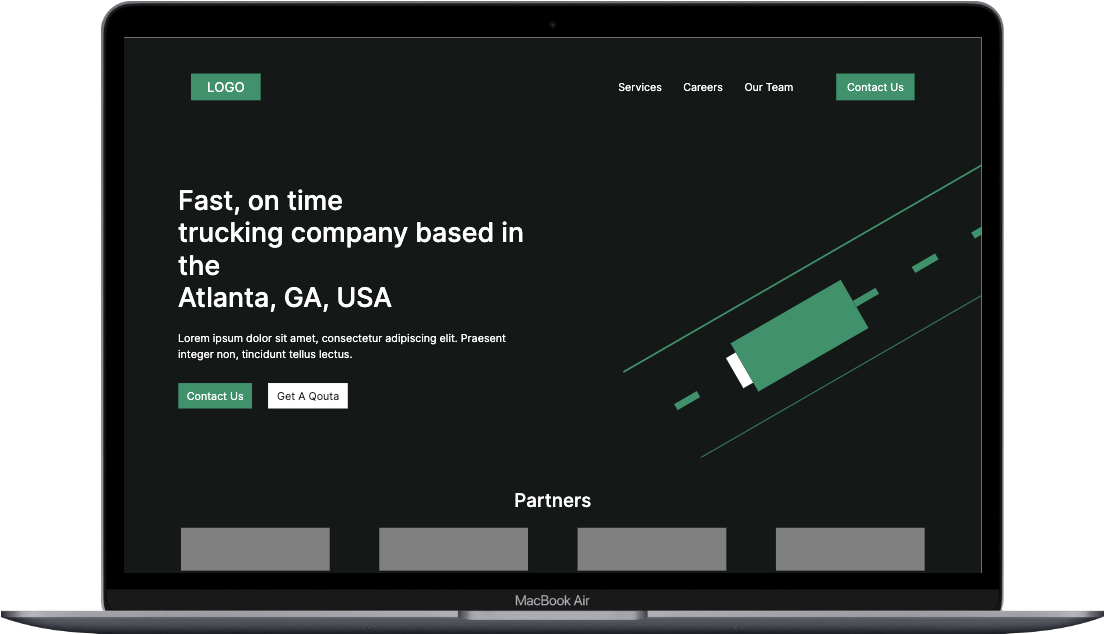 LOGO
Services Careers Our Team Contact Us
Fast, on time
trucking company based in
the
Atlanta, GA, USA
Lorem ipsum dolor sit amet, consectetur adipiscing elit. Praesent
integer non, tincidunt tellus lectus.
Contact Us Get A Qouta
Partners
MacBook Air